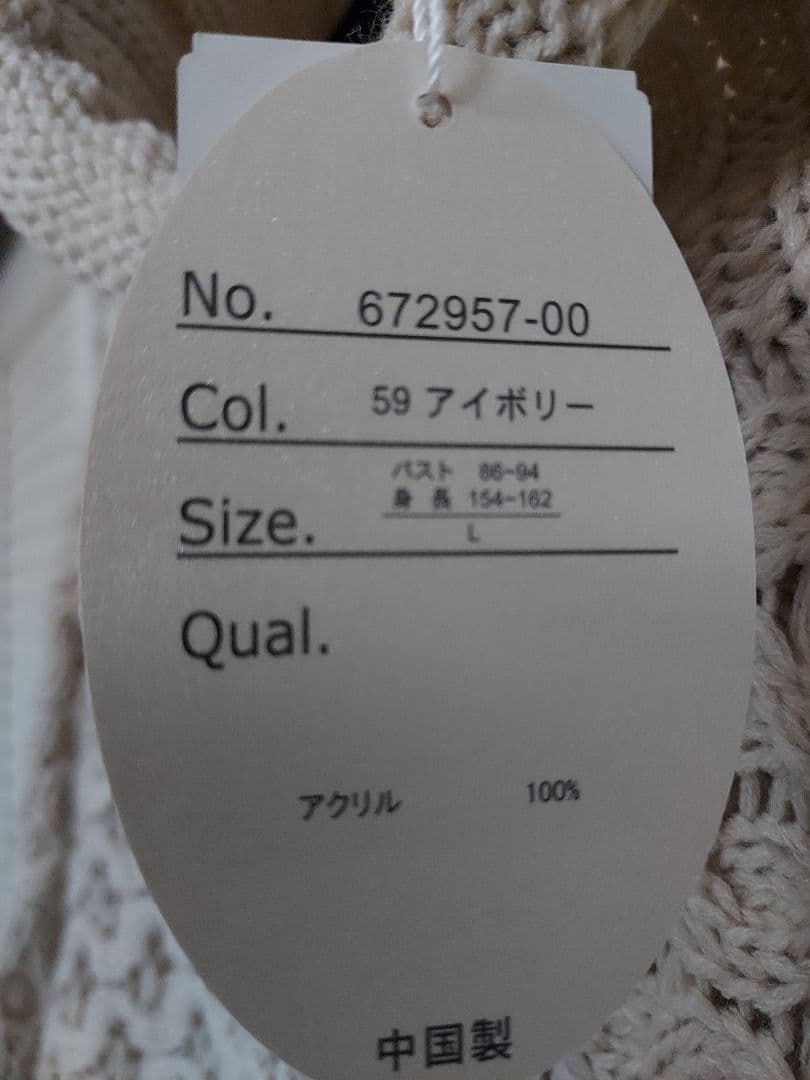 No. 672957-00
Col. 59 アイボリー
バスト 86~94
身 長 154~162
Size.
L
Qual.
アクリル 100%
中国製